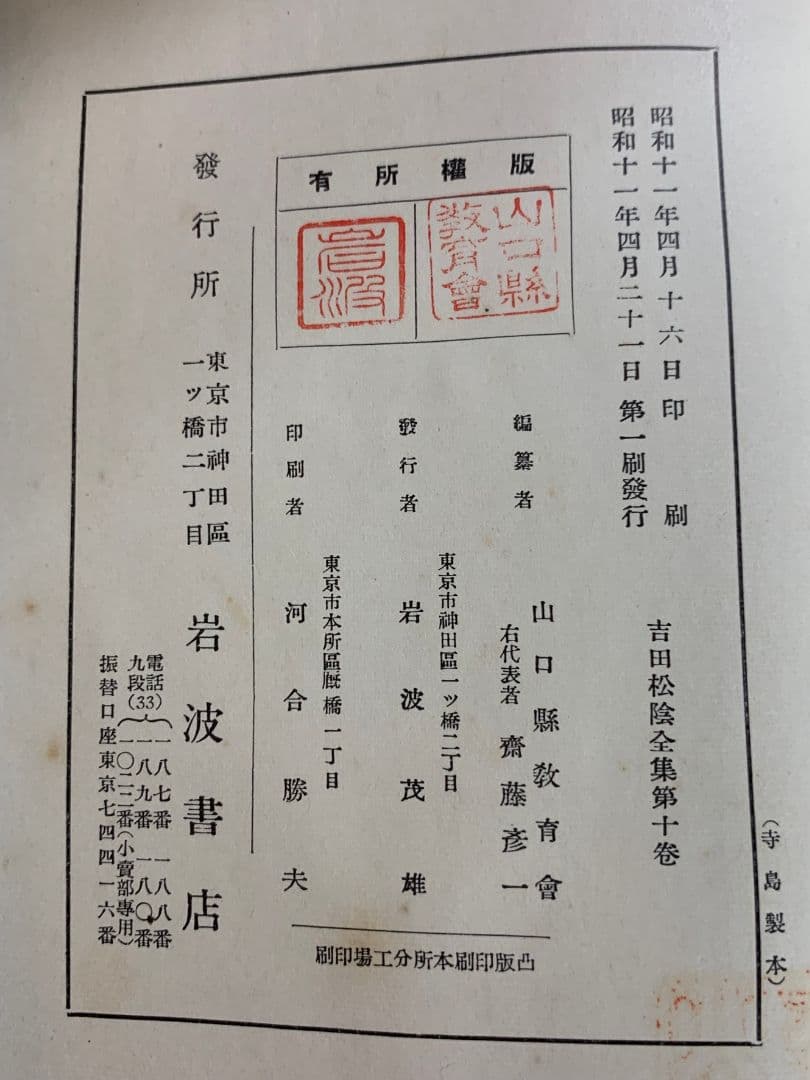 昭和十一年四月十六日印刷
昭和十一年四月二十一日第一刷發行
吉田松陰全集第十卷
版權所有
山口縣
敎育會
岩波
編纂者
山口縣敎育會
右代表者 齋藤彥一
發行者
東京市神田區一ッ橋二丁目
岩波茂雄
印刷者
東京市本所區厩橋一丁目
河合勝夫
凸版印刷本所分工場印刷
發行所
東京市神田區
一ッ橋二丁目
岩波書店
電話
九段(33)
一八七番 一八八番
一八九番 一八〇番
一〇二二番(小賣部專用)
振替口座東京七四四一六番
(寺島製本)